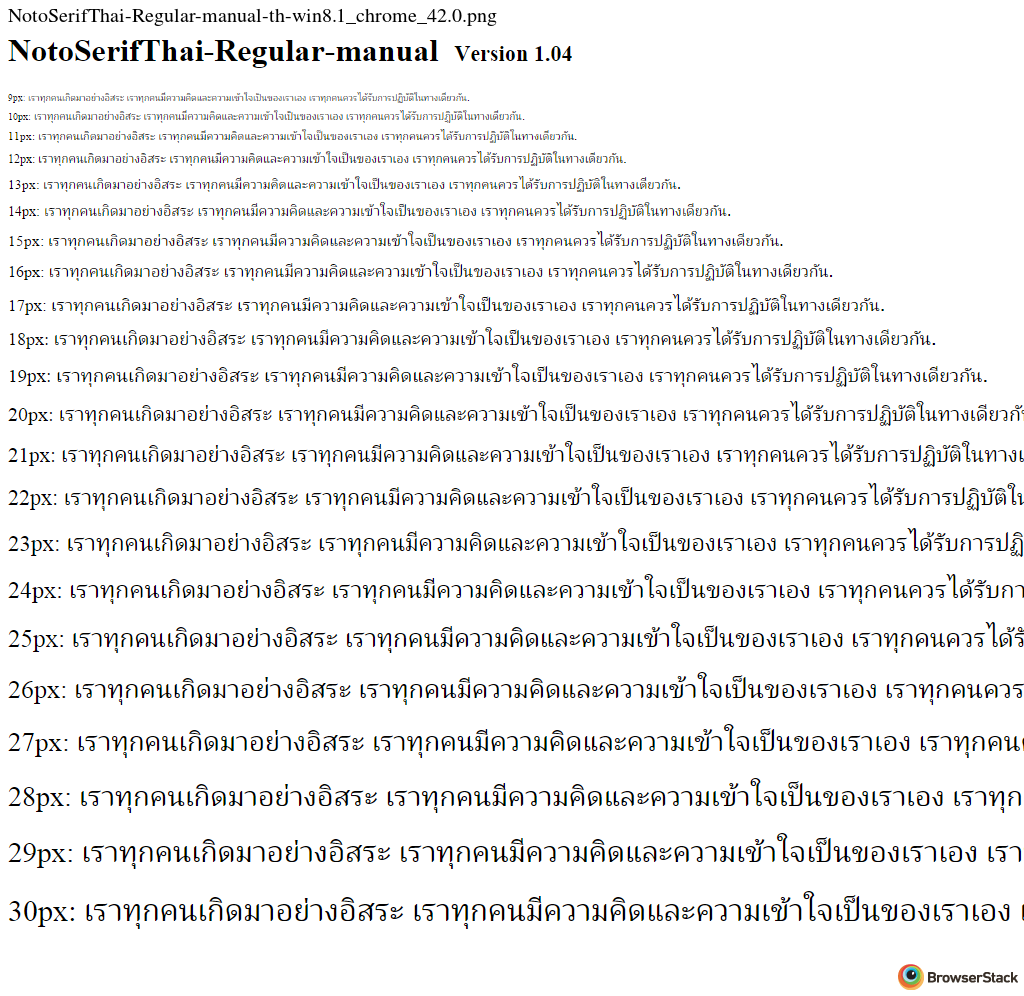 NotoSerifThai-Regular-manual-th-win8.1_chrome_42.0.png
NotoSerifThai-Regular-manual Version 1.04
9px: เราทุกคนเกิดมาอย่างอิสระ เราทุกคนมีความคิดและความเข้าใจเป็นของเราเอง เราทุกคนควรได้รับการปฏิบัติในทางเดียวกัน.
10px: เราทุกคนเกิดมาอย่างอิสระ เราทุกคนมีความคิดและความเข้าใจเป็นของเราเอง เราทุกคนควรได้รับการปฏิบัติในทางเดียวกัน.
11px: เราทุกคนเกิดมาอย่างอิสระ เราทุกคนมีความคิดและความเข้าใจเป็นของเราเอง เราทุกคนควรได้รับการปฏิบัติในทางเดียวกัน.
12px: เราทุกคนเกิดมาอย่างอิสระ เราทุกคนมีความคิดและความเข้าใจเป็นของเราเอง เราทุกคนควรได้รับการปฏิบัติในทางเดียวกัน.
13px: เราทุกคนเกิดมาอย่างอิสระ เราทุกคนมีความคิดและความเข้าใจเป็นของเราเอง เราทุกคนควรได้รับการปฏิบัติในทางเดียวกัน.
14px: เราทุกคนเกิดมาอย่างอิสระ เราทุกคนมีความคิดและความเข้าใจเป็นของเราเอง เราทุกคนควรได้รับการปฏิบัติในทางเดียวกัน.
15px: เราทุกคนเกิดมาอย่างอิสระ เราทุกคนมีความคิดและความเข้าใจเป็นของเราเอง เราทุกคนควรได้รับการปฏิบัติในทางเดียวกัน.
16px: เราทุกคนเกิดมาอย่างอิสระ เราทุกคนมีความคิดและความเข้าใจเป็นของเราเอง เราทุกคนควรได้รับการปฏิบัติในทางเดียวกัน.
17px: เราทุกคนเกิดมาอย่างอิสระ เราทุกคนมีความคิดและความเข้าใจเป็นของเราเอง เราทุกคนควรได้รับการปฏิบัติในทางเดียวกัน.
18px: เราทุกคนเกิดมาอย่างอิสระ เราทุกคนมีความคิดและความเข้าใจเป็นของเราเอง เราทุกคนควรได้รับการปฏิบัติในทางเดียวกัน.
19px: เราทุกคนเกิดมาอย่างอิสระ เราทุกคนมีความคิดและความเข้าใจเป็นของเราเอง เราทุกคนควรได้รับการปฏิบัติในทางเดียวกัน.
20px: เราทุกคนเกิดมาอย่างอิสระ เราทุกคนมีความคิดและความเข้าใจเป็นของเราเอง เราทุกคนควรได้รับการปฏิบัติในทางเดียวกั
21px: เราทุกคนเกิดมาอย่างอิสระ เราทุกคนมีความคิดและความเข้าใจเป็นของเราเอง เราทุกคนควรได้รับการปฏิบัติในทางเ
22px: เราทุกคนเกิดมาอย่างอิสระ เราทุกคนมีความคิดและความเข้าใจเป็นของเราเอง เราทุกคนควรได้รับการปฏิบัติใน
23px: เราทุกคนเกิดมาอย่างอิสระ เราทุกคนมีความคิดและความเข้าใจเป็นของเราเอง เราทุกคนควรได้รับการปฏิ
24px: เราทุกคนเกิดมาอย่างอิสระ เราทุกคนมีความคิดและความเข้าใจเป็นของเราเอง เราทุกคนควรได้รับกา
25px: เราทุกคนเกิดมาอย่างอิสระ เราทุกคนมีความคิดและความเข้าใจเป็นของเราเอง เราทุกคนควรได้รั
26px: เราทุกคนเกิดมาอย่างอิสระ เราทุกคนมีความคิดและความเข้าใจเป็นของเราเอง เราทุกคนควร
27px: เราทุกคนเกิดมาอย่างอิสระ เราทุกคนมีความคิดและความเข้าใจเป็นของเราเอง เราทุกคน
28px: เราทุกคนเกิดมาอย่างอิสระ เราทุกคนมีความคิดและความเข้าใจเป็นของเราเอง เราทุก
29px: เราทุกคนเกิดมาอย่างอิสระ เราทุกคนมีความคิดและความเข้าใจเป็นของเราเอง เรา
30px: เราทุกคนเกิดมาอย่างอิสระ เราทุกคนมีความคิดและความเข้าใจเป็นของเราเอง
BrowserStack